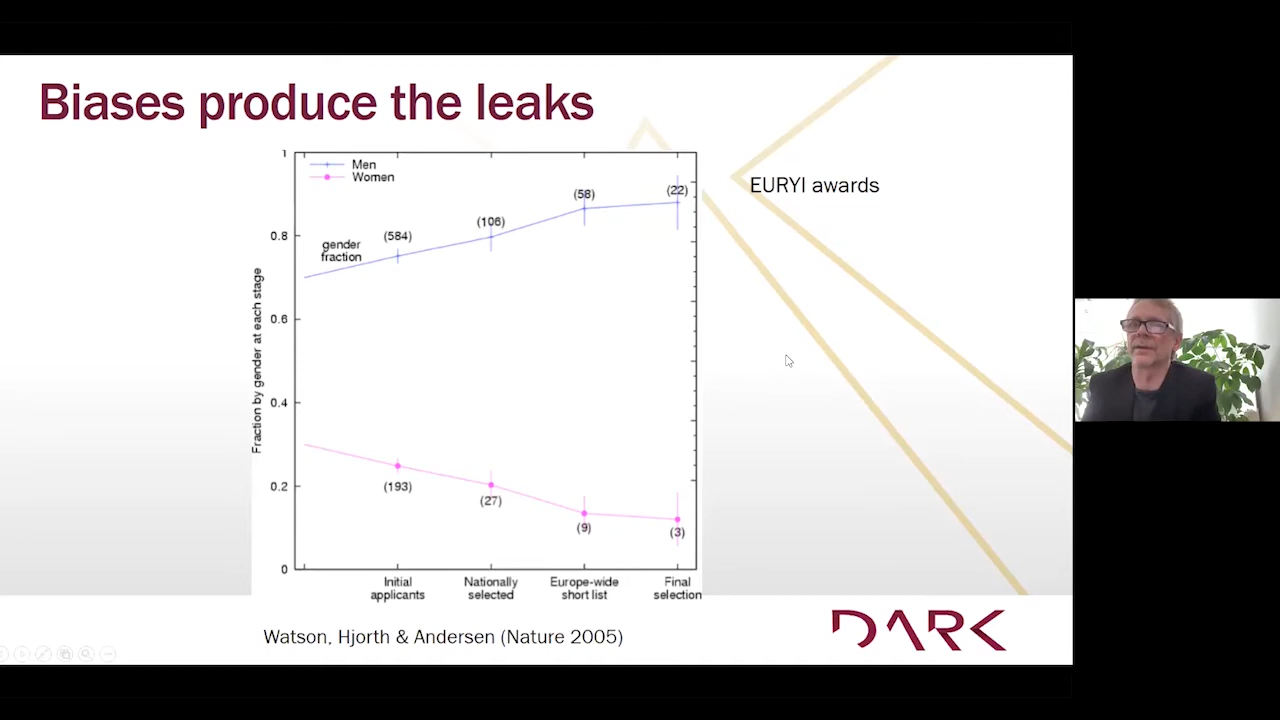 Biases produce the leaks
EURYI awards
1
Men
Women
(584)
(106)
(58)
(22)
gender
fraction
0.8
0.6
0.4
0.2
0
Fraction by gender at each stage
(193)
(27)
(9)
(3)
Initial
applicants
Nationally
selected
Europe-wide
short list
Final
selection
Watson, Hjorth & Andersen (Nature 2005)
DARK